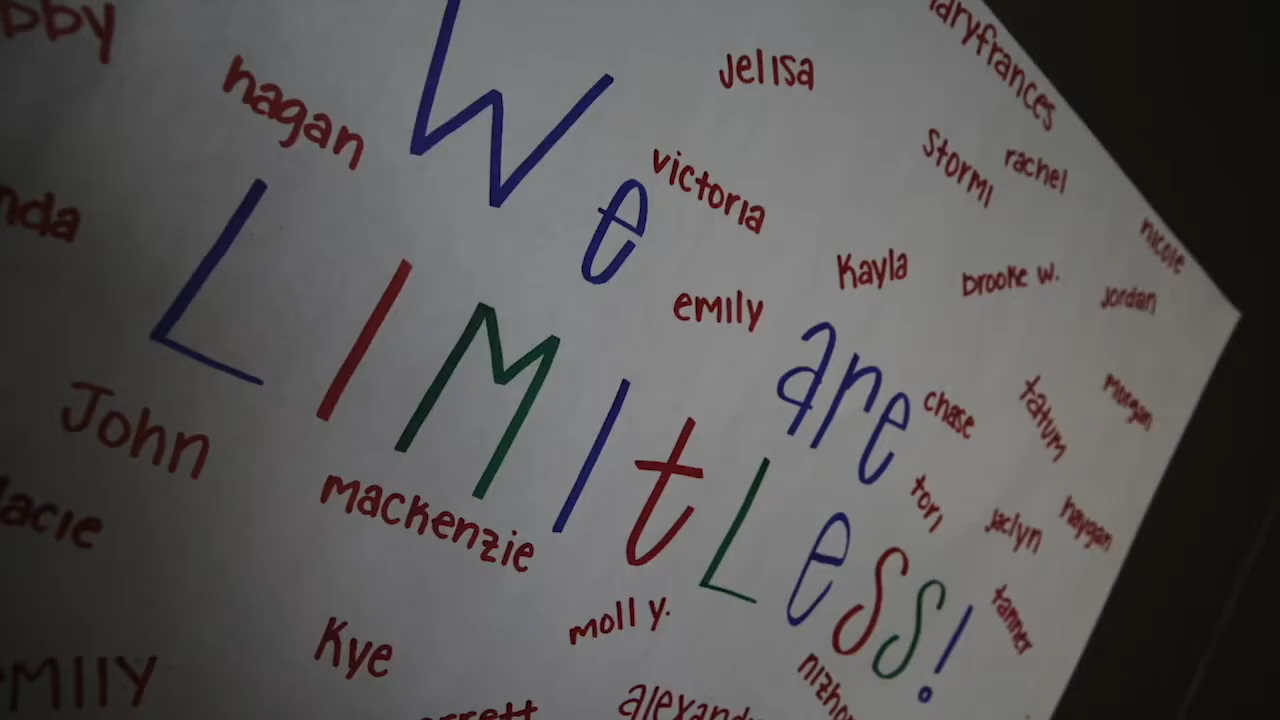 We are
LIMItLess!
hagan
Jelisa
maryfrances
Stormi
rachel
victoria
nicole
Kayla
Brooke w.
Jordan
emily
John
chase
tatum
morgan
mackenzie
tori
jaclyn
haygan
molly.
tanner
Kye